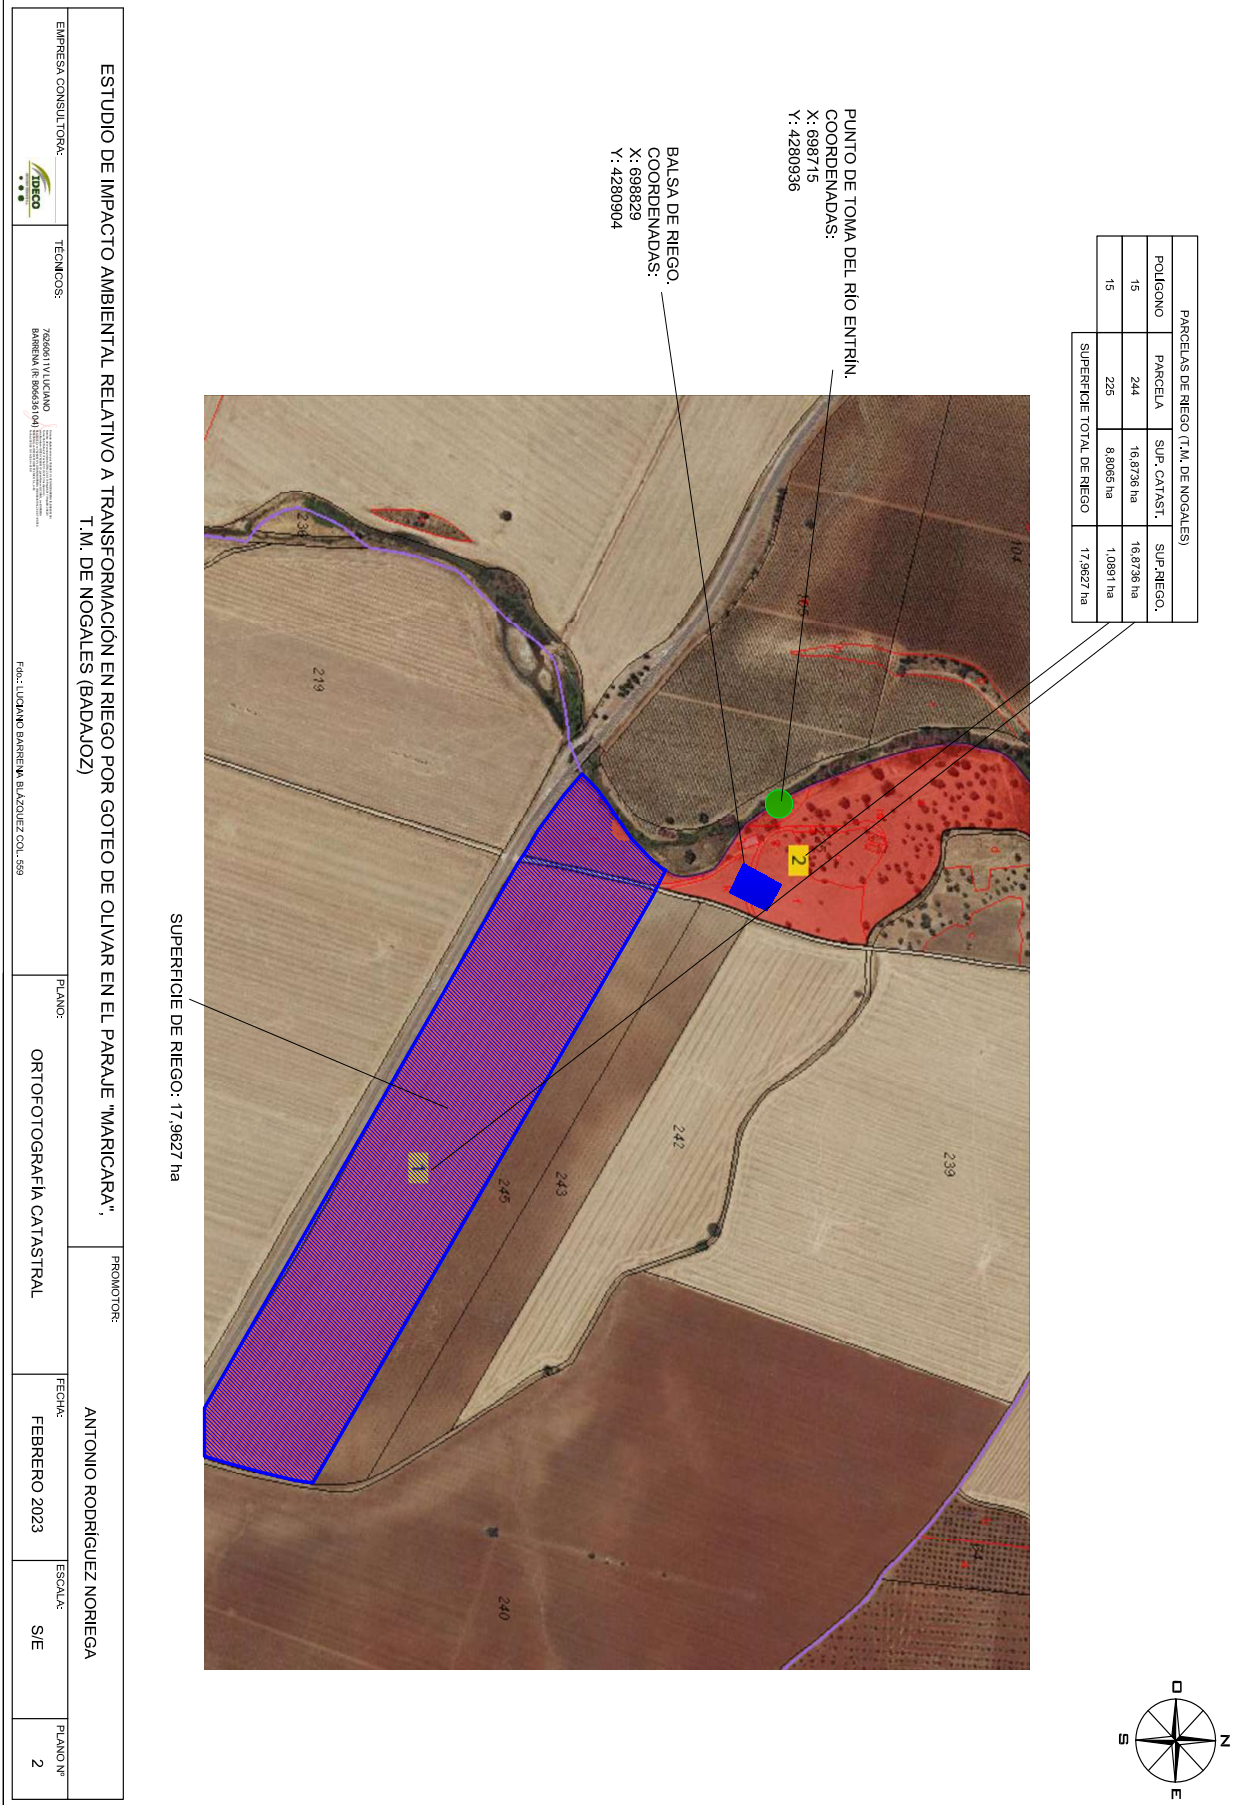 PARCELAS DE RIEGO (T.M. DE NOGALES)
POLÍGONO PARCELA SUP. CATAST. SUP.RIEGO.
15 244 16,8736 ha 16,8736 ha
15 225 8,8065 ha 1,0891 ha
SUPERFICIE TOTAL DE RIEGO 17,9627 ha
PUNTO DE TOMA DEL RÍO ENTRÍN.
COORDENADAS:
X: 698715
Y: 4280936
BALSA DE RIEGO.
COORDENADAS:
X: 698829
Y: 4280904
N
O
E
S
104
2
239
242
243
245
1
219
240
SUPERFICIE DE RIEGO: 17,9627 ha
ESTUDIO DE IMPACTO AMBIENTAL RELATIVO A TRANSFORMACIÓN EN RIEGO POR GOTEO DE OLIVAR EN EL PARAJE "MARICARA",
T.M. DE NOGALES (BADAJOZ)
PROMOTOR:
ANTONIO RODRÍGUEZ NORIEGA
EMPRESA CONSULTORA:
IDECO
TÉCNICOS:
76260611V LUCIANO
BARRENA (R: B06636104)
Fdo.: LUCIANO BARRENA BLÁZQUEZ COL. 559
PLANO:
ORTOFOTOGRAFÍA CATASTRAL
FECHA:
FEBRERO 2023
ESCALA:
S/E
PLANO Nº
2